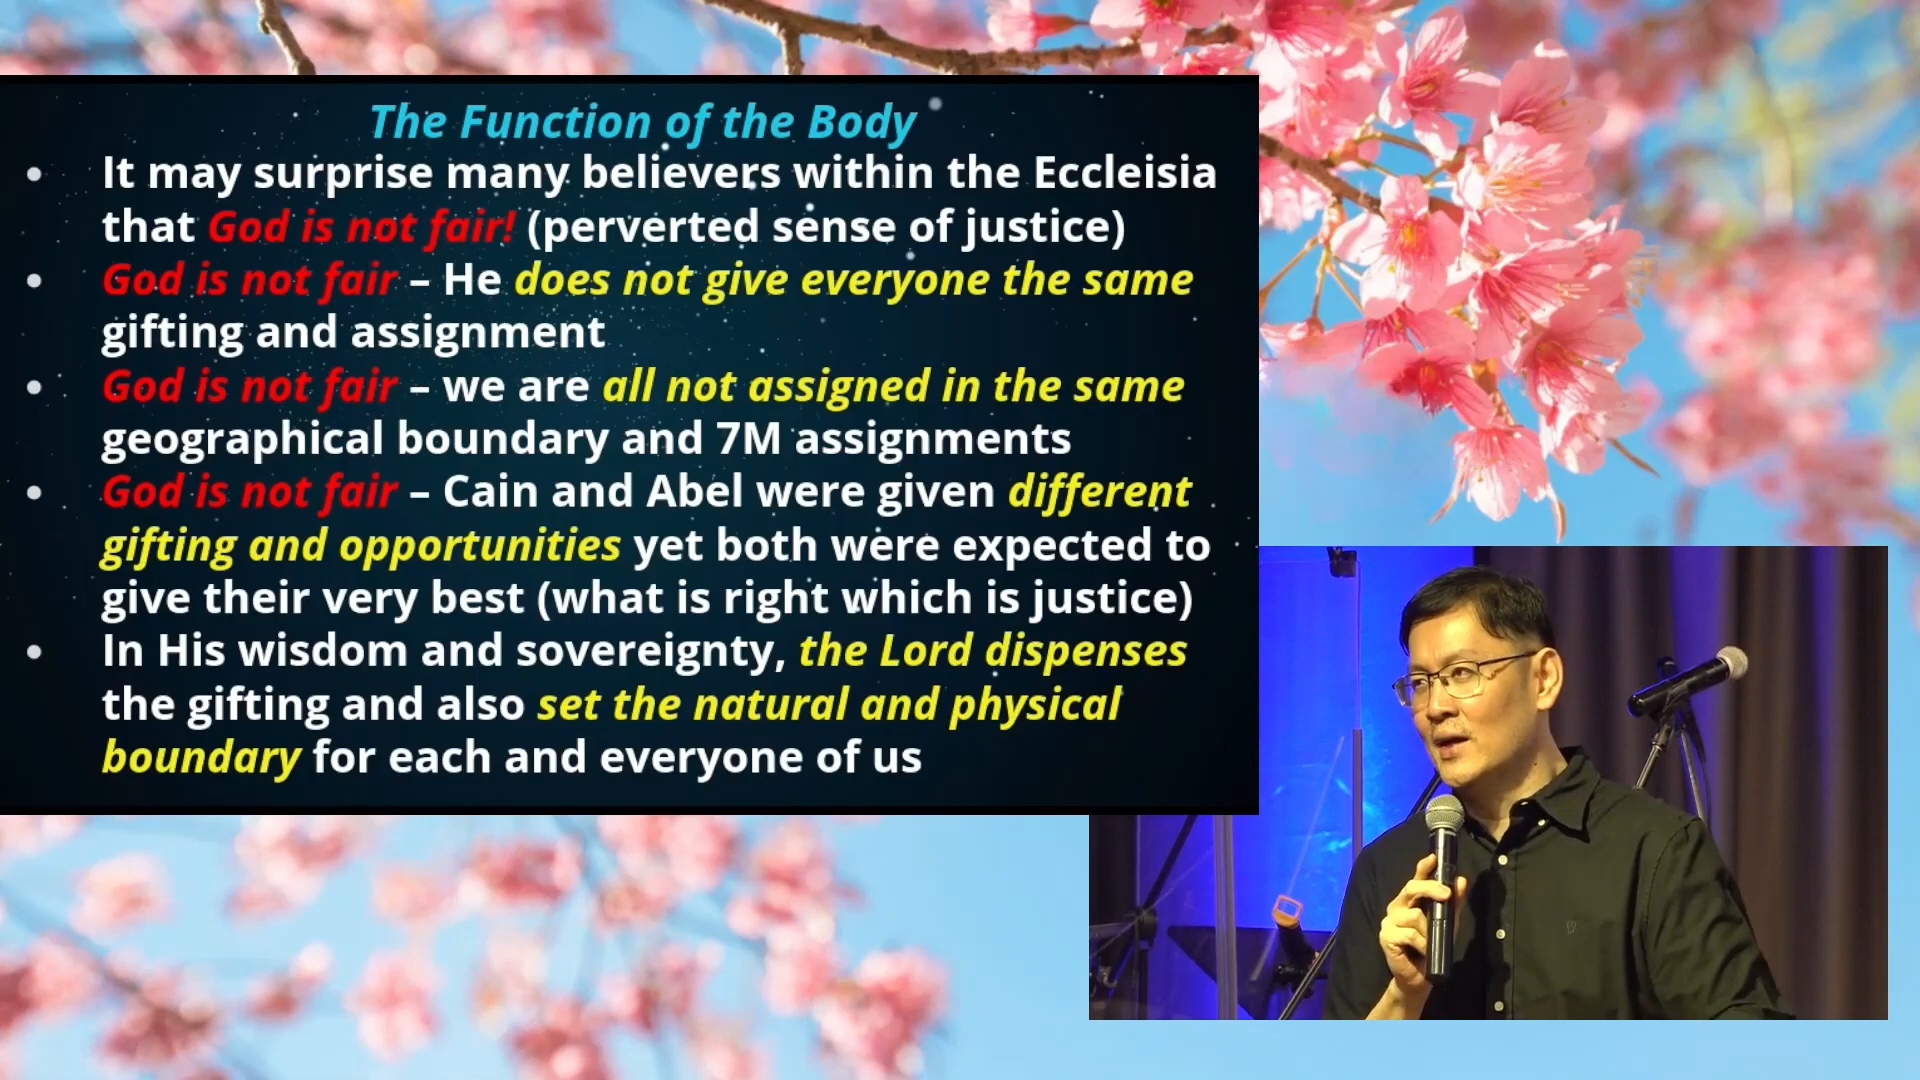 The Function of the Body
• It may surprise many believers within the Eccleisia
that God is not fair! (perverted sense of justice)
• God is not fair – He does not give everyone the same
gifting and assignment
• God is not fair – we are all not assigned in the same
geographical boundary and 7M assignments
• God is not fair – Cain and Abel were given different
gifting and opportunities yet both were expected to
give their very best (what is right which is justice)
• In His wisdom and sovereignty, the Lord dispenses
the gifting and also set the natural and physical
boundary for each and everyone of us